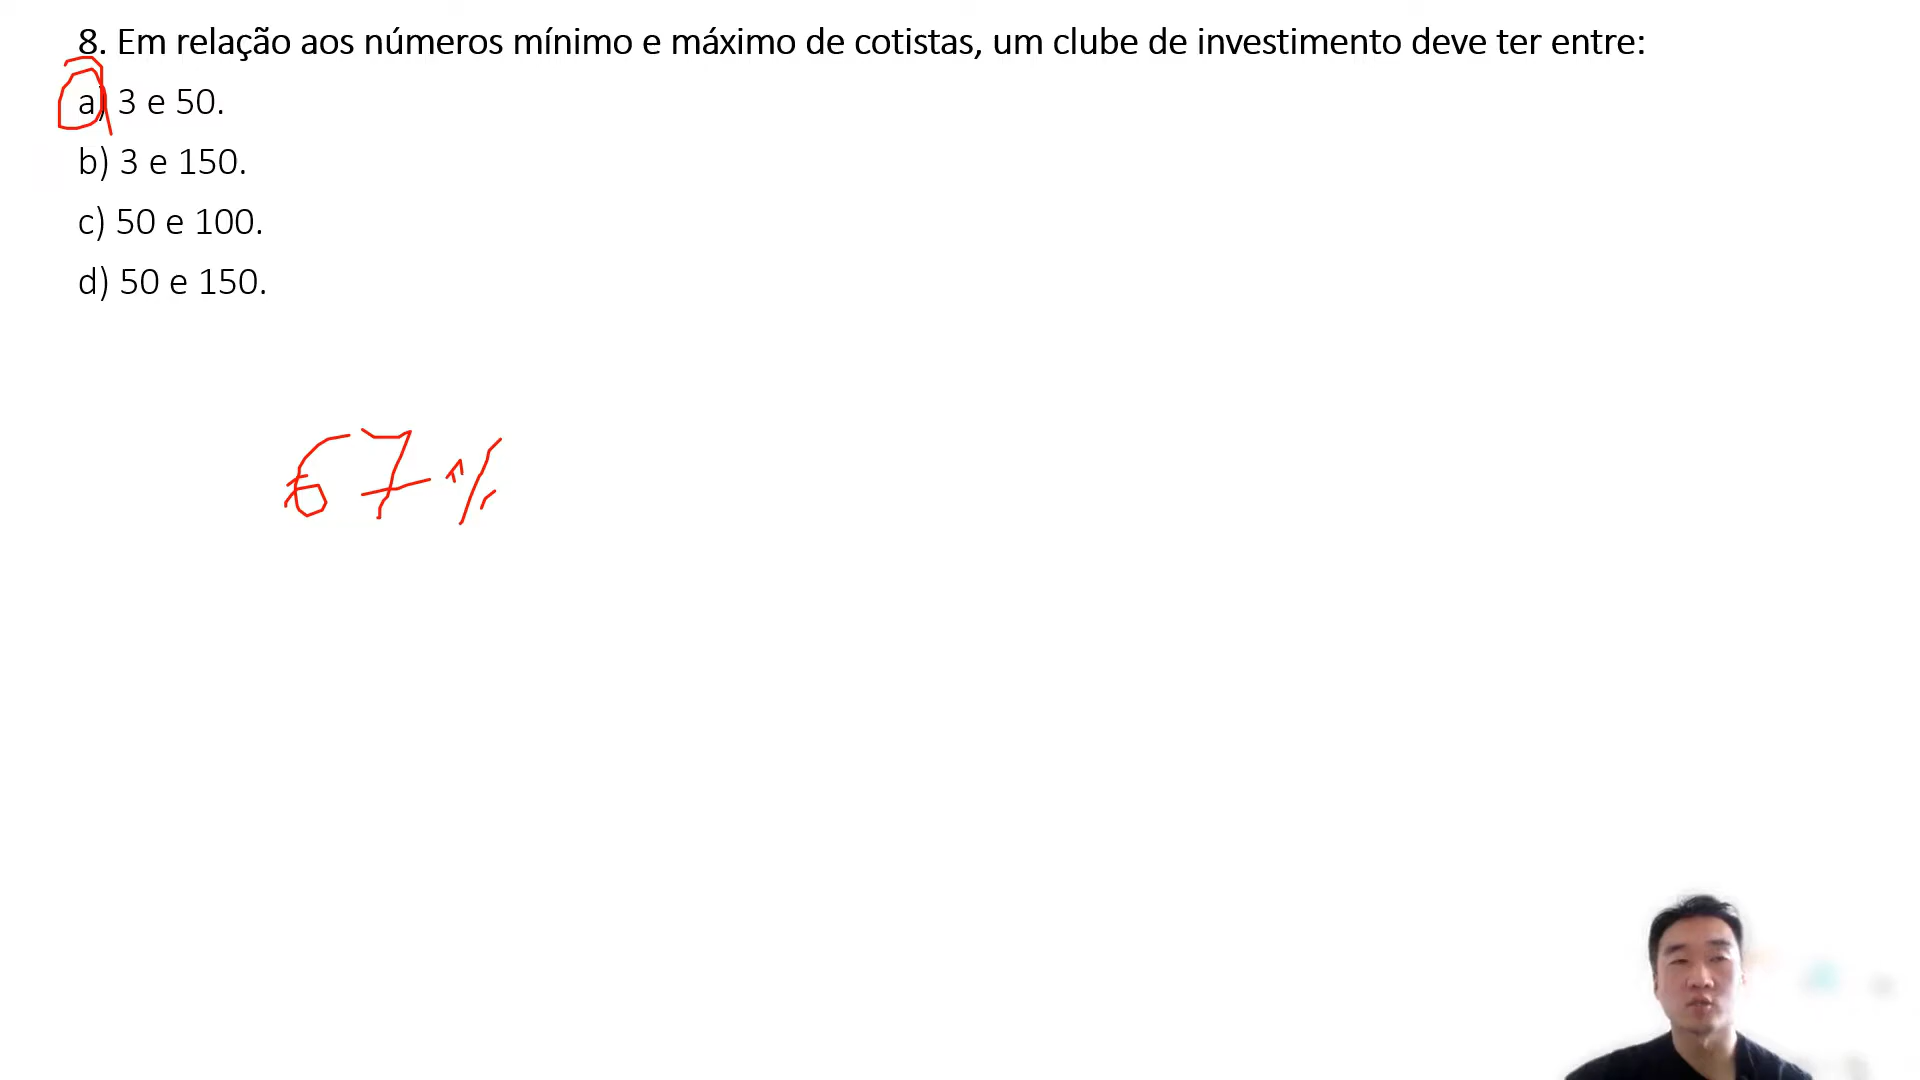 8. Em relação aos números mínimo e máximo de cotistas, um clube de investimento deve ter entre:
a) 3 e 50.
b) 3 e 150.
c) 50 e 100.
d) 50 e 150.
67%